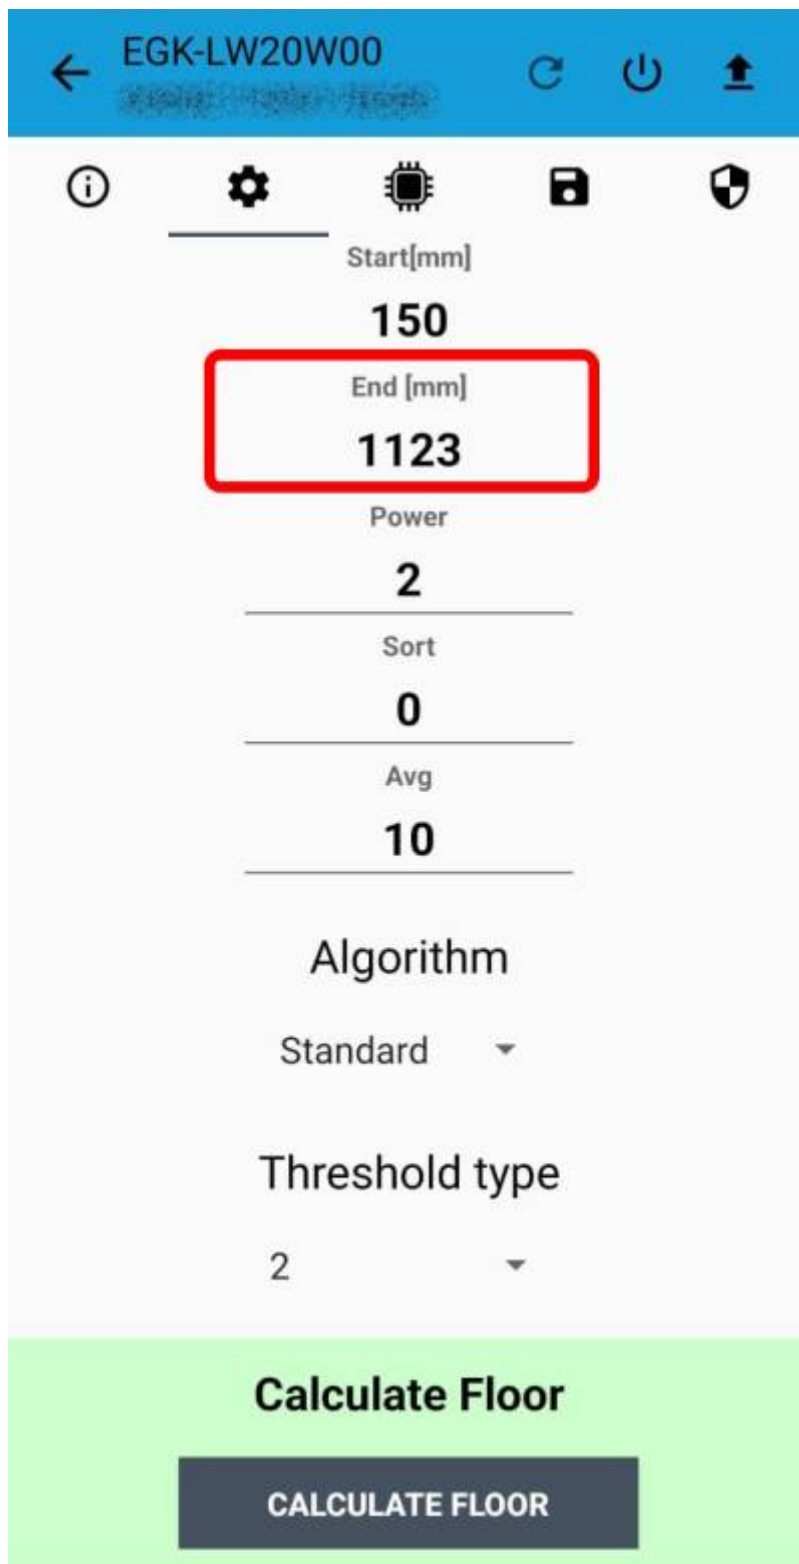 EGK-LW20W00
Start[mm]
150
End [mm]
1123
Power
2
Sort
0
Avg
10
Algorithm
Standard
Threshold type
2
Calculate Floor
CALCULATE FLOOR